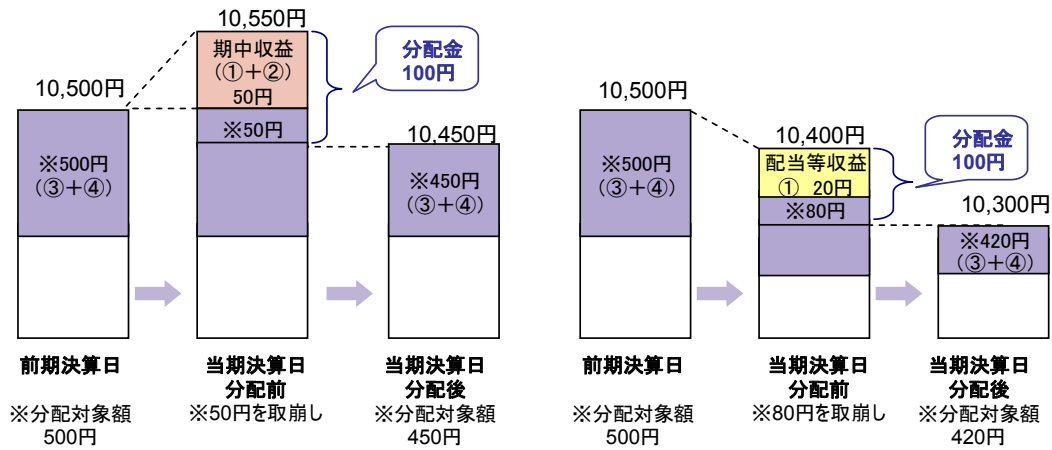 10,500円
※500円
（③＋④）
前期決算日
※分配対象額
500円
10,550円
期中収益
（①＋②）
50円
※50円
分配金
100円
当期決算日
分配前
※50円を取崩し
10,450円
※450円
（③＋④）
当期決算日
分配後
※分配対象額
450円
10,500円
※500円
（③＋④）
前期決算日
※分配対象額
500円
10,400円
配当等収益
① 20円
※80円
分配金
100円
当期決算日
分配前
※80円を取崩し
10,300円
※420円
（③＋④）
当期決算日
分配後
※分配対象額
420円